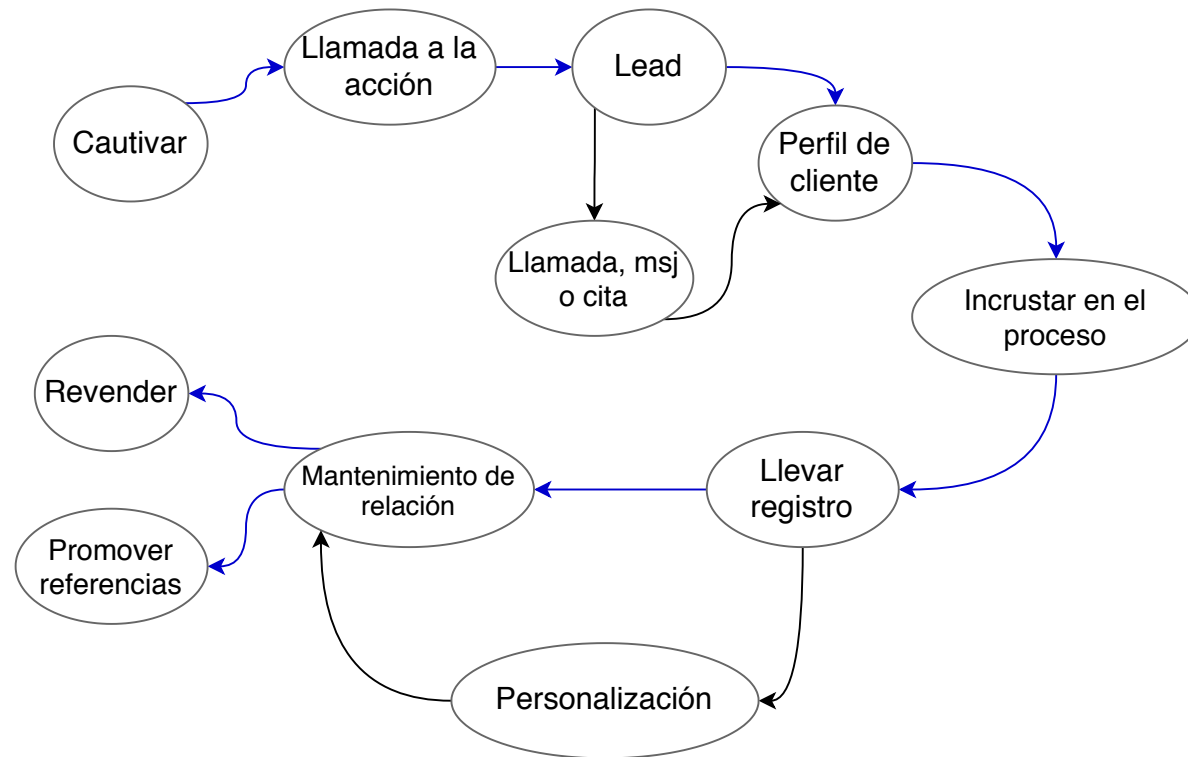 Llamada a la
acción
Lead
Cautivar
Perfil de
cliente
Llamada, msj
o cita
Incrustar en el
proceso
Revender
Mantenimiento de
relación
Llevar
registro
Promover
referencias
Personalización